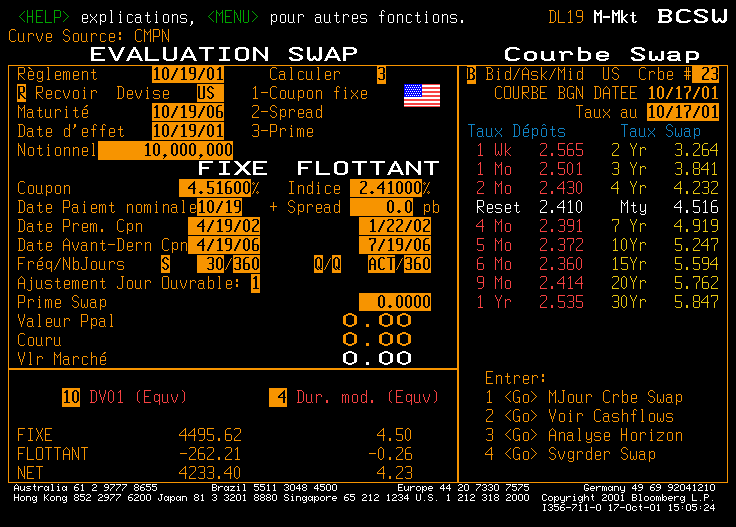 <HELP> explications, <MENU> pour autres fonctions. DL19 M-Mkt BCSW
Curve Source: CMPN
EVALUATION SWAP Courbe Swap
Règlement 10/19/01 Calculer 3 B Bid/Ask/Mid US Crbe # 23
R Recvoir Devise US 1-Coupon fixe COURBE BGN DATEE 10/17/01
Maturité 10/19/06 2-Spread Taux au 10/17/01
Date d'effet 10/19/01 3-Prime Taux Dépôts Taux Swap
Notionnel 10,000,000 1 Wk 2.565 2 Yr 3.264
FIXE FLOTTANT 1 Mo 2.501 3 Yr 3.841
Coupon 4.51600% Indice 2.41000% 2 Mo 2.430 4 Yr 4.232
Date Paiemt nominale 10/19 + Spread 0.0 pb Reset 2.410 Mty 4.516
Date Prem. Cpn 4/19/02 1/22/02 4 Mo 2.391 7 Yr 4.919
Date Avant-Dern Cpn 4/19/06 7/19/06 5 Mo 2.372 10Yr 5.247
Fréq/NbJours S 30/360 Q/Q ACT/360 6 Mo 2.360 15Yr 5.594
Ajustement Jour Ouvrable: 1 9 Mo 2.414 20Yr 5.762
Prime Swap 0.0000 1 Yr 2.535 30Yr 5.847
Valeur Ppal 0.00
Couru 0.00
Vlr Marché 0.00
Entrer:
10 DV01 (Equv) 4 Dur. mod. (Equv) 1 <Go> MJour Crbe Swap
2 <Go> Voir Cashflows
FIXE 4495.62 4.50 3 <Go> Analyse Horizon
FLOTTANT -262.21 -0.26 4 <Go> Svgrder Swap
NET 4233.40 4.23
Australia 61 2 9777 8655 Brazil 5511 3048 4500 Europe 44 20 7330 7575 Germany 49 69 92041210
Hong Kong 852 2977 6200 Japan 81 3 3201 8880 Singapore 65 212 1234 U.S. 1 212 318 2000 Copyright 2001 Bloomberg L.P.
I356-711-0 17-Oct-01 15:05:24